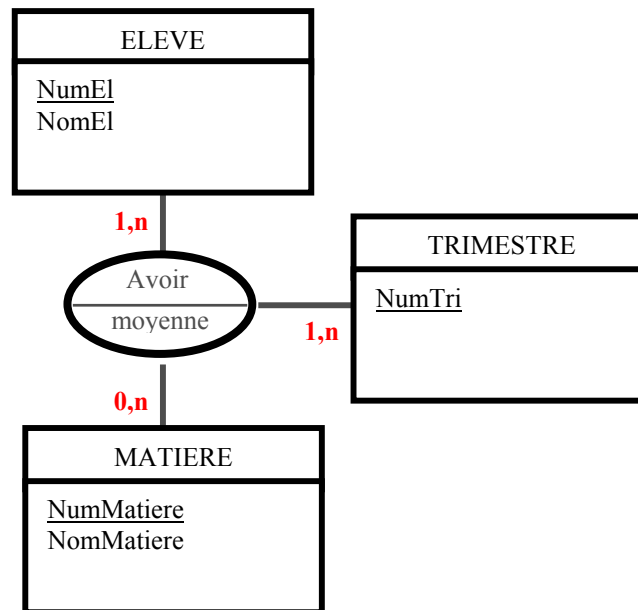 ELEVE
NumEl
NomEl
1,n
TRIMESTRE
Avoir
moyenne
NumTri
1,n
0,n
MATIERE
NumMatiere
NomMatiere